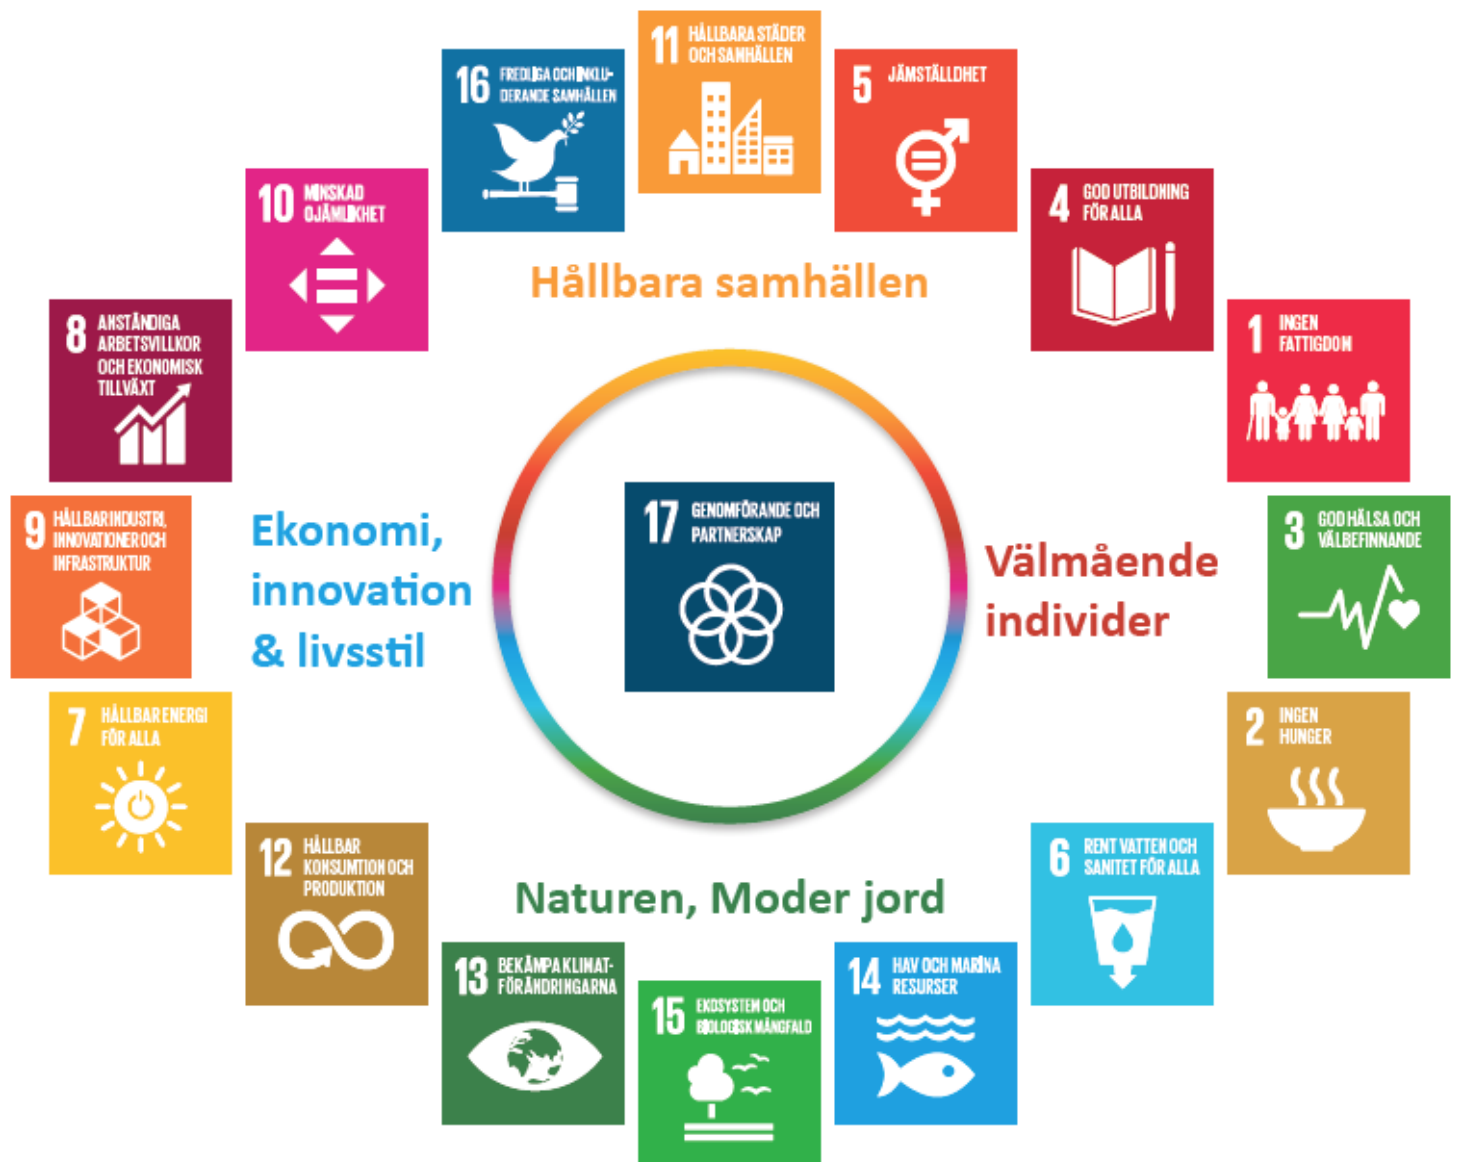 11 HÅLLBARA STÄDER
OCH SAMHÄLLEN
16 FREDLIGA OCH INKLU-
DERANDE SAMHÄLLEN
5 JÄMSTÄLLDHET
10 MINSKAD
OJÄMLIKHET
4 GOD UTBILDNING
FÖR ALLA
Hållbara samhällen
8 ANSTÄNDIGA
ARBETSVILLKOR
OCH EKONOMISK
TILLVÄXT
1 INGEN
FATTIGDOM
9 HÅLLBAR INDUSTRI,
INNOVATIONER OCH
INFRASTRUKTUR
Ekonomi,
innovation
& livsstil
17 GENOMFÖRANDE OCH
PARTNERSKAP
Välmående
individer
3 GOD HÄLSA OCH
VÄLBEFINNANDE
7 HÅLLBAR ENERGI
FÖR ALLA
2 INGEN
HUNGER
12 HÅLLBAR
KONSUMTION OCH
PRODUKTION
6 RENT VATTEN OCH
SANITET FÖR ALLA
Naturen, Moder jord
13 BEKÄMPA KLIMAT-
FÖRÄNDRINGARNA
15 EKOSYSTEM OCH
BIOLOGISK MÅNGFALD
14 HAV OCH MARINA
RESURSER